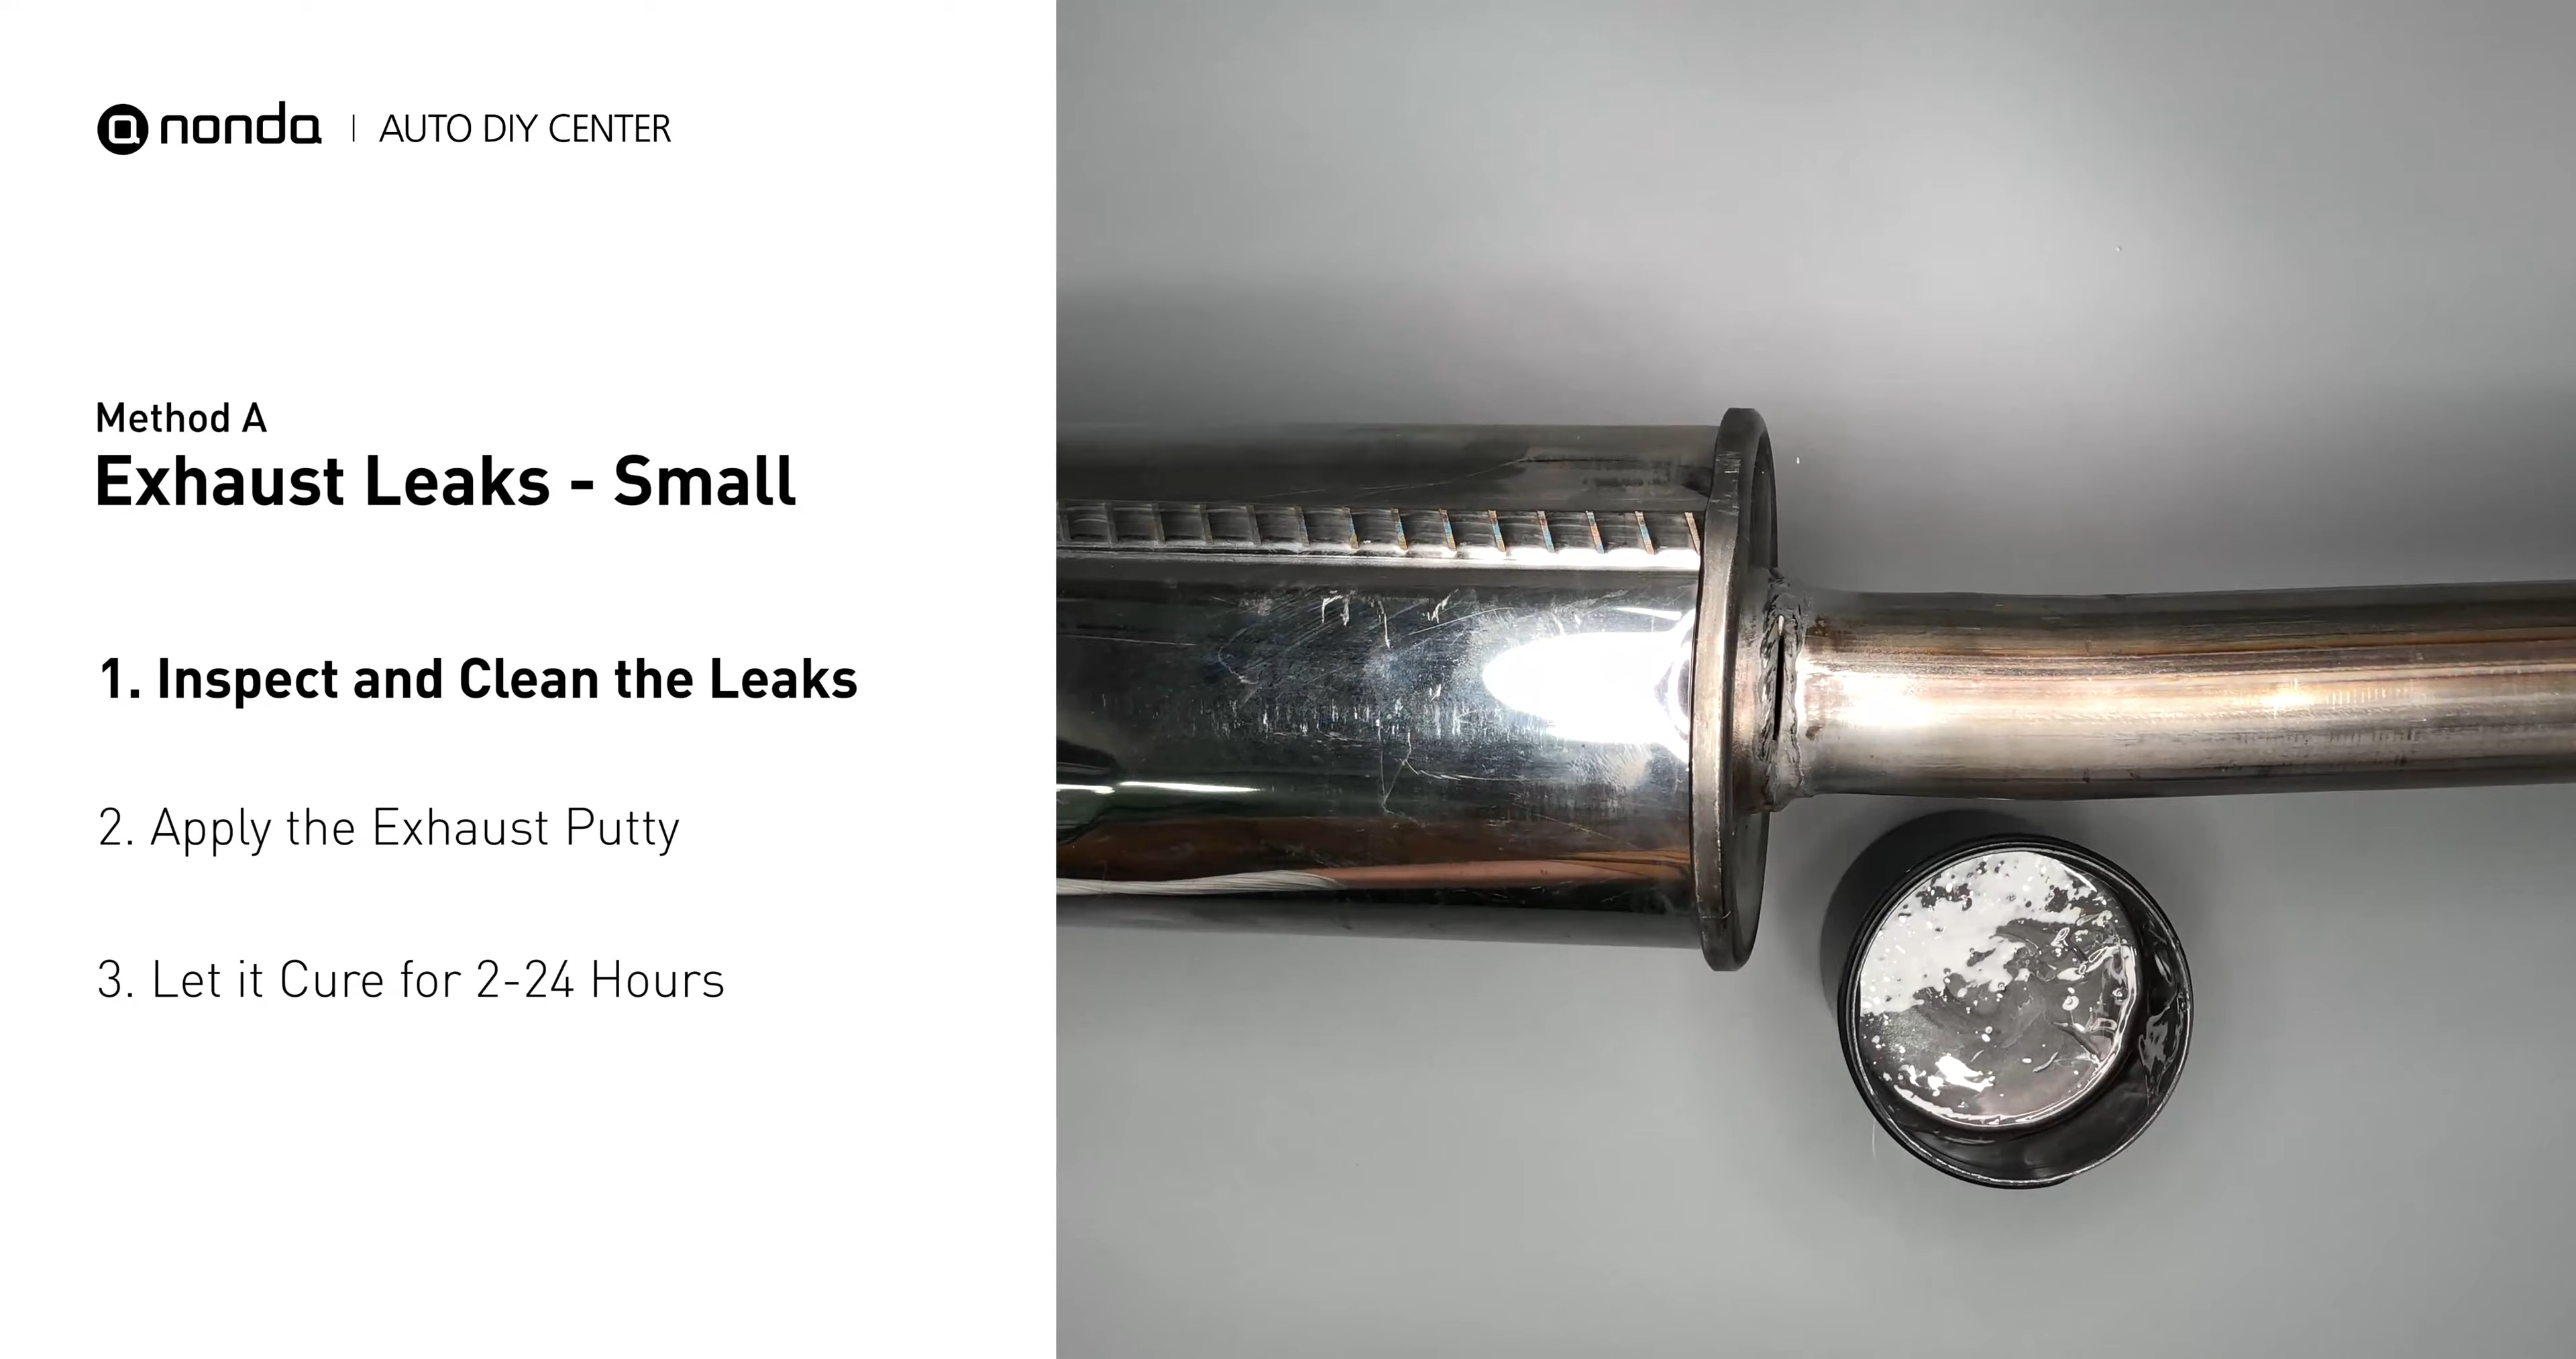 nonda | AUTO DIY CENTER
Method A
Exhaust Leaks - Small
1. Inspect and Clean the Leaks
2. Apply the Exhaust Putty
3. Let it Cure for 2-24 Hours